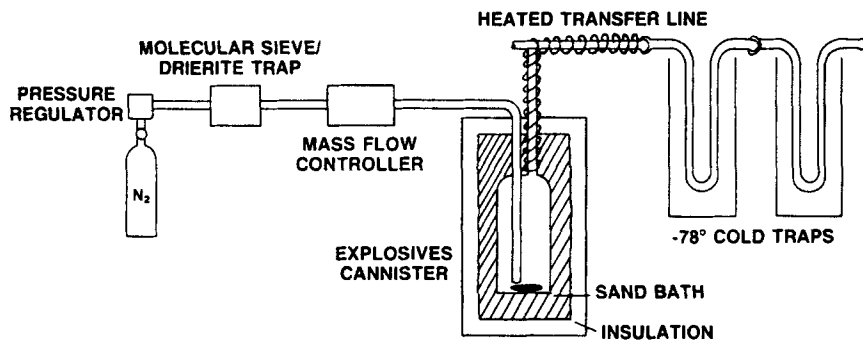 HEATED TRANSFER LINE
MOLECULAR SIEVE/
DRIERITE TRAP
PRESSURE
REGULATOR
MASS FLOW
CONTROLLER
N₂
EXPLOSIVES
CANNISTER
-78° COLD TRAPS
SAND BATH
INSULATION